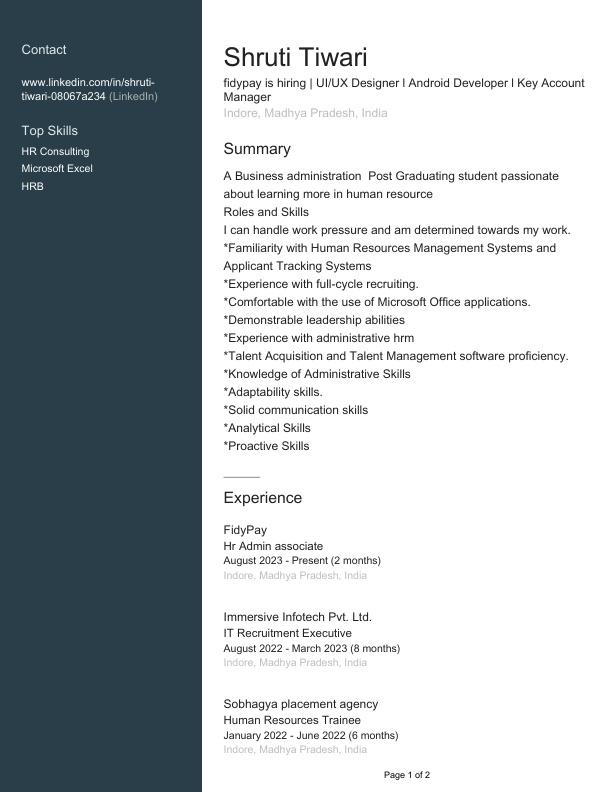 Contact
www.linkedin.com/in/shruti-
tiwari-08067a234 (LinkedIn)
Top Skills
HR Consulting
Microsoft Excel
HRB
Shruti Tiwari
fidypay is hiring | UI/UX Designer I Android Developer I Key Account
Manager
Indore, Madhya Pradesh, India
Summary
A Business administration  Post Graduating student passionate
about learning more in human resource
Roles and Skills
I can handle work pressure and am determined towards my work.
*Familiarity with Human Resources Management Systems and
Applicant Tracking Systems
*Experience with full-cycle recruiting.
*Comfortable with the use of Microsoft Office applications.
*Demonstrable leadership abilities
*Experience with administrative hrm
*Talent Acquisition and Talent Management software proficiency.
*Knowledge of Administrative Skills
*Adaptability skills.
*Solid communication skills
*Analytical Skills
*Proactive Skills
Experience
FidyPay
Hr Admin associate
August 2023 - Present (2 months)
Indore, Madhya Pradesh, India
Immersive Infotech Pvt. Ltd.
IT Recruitment Executive
August 2022 - March 2023 (8 months)
Indore, Madhya Pradesh, India
Sobhagya placement agency
Human Resources Trainee
January 2022 - June 2022 (6 months)
Indore, Madhya Pradesh, India
Page 1 of 2